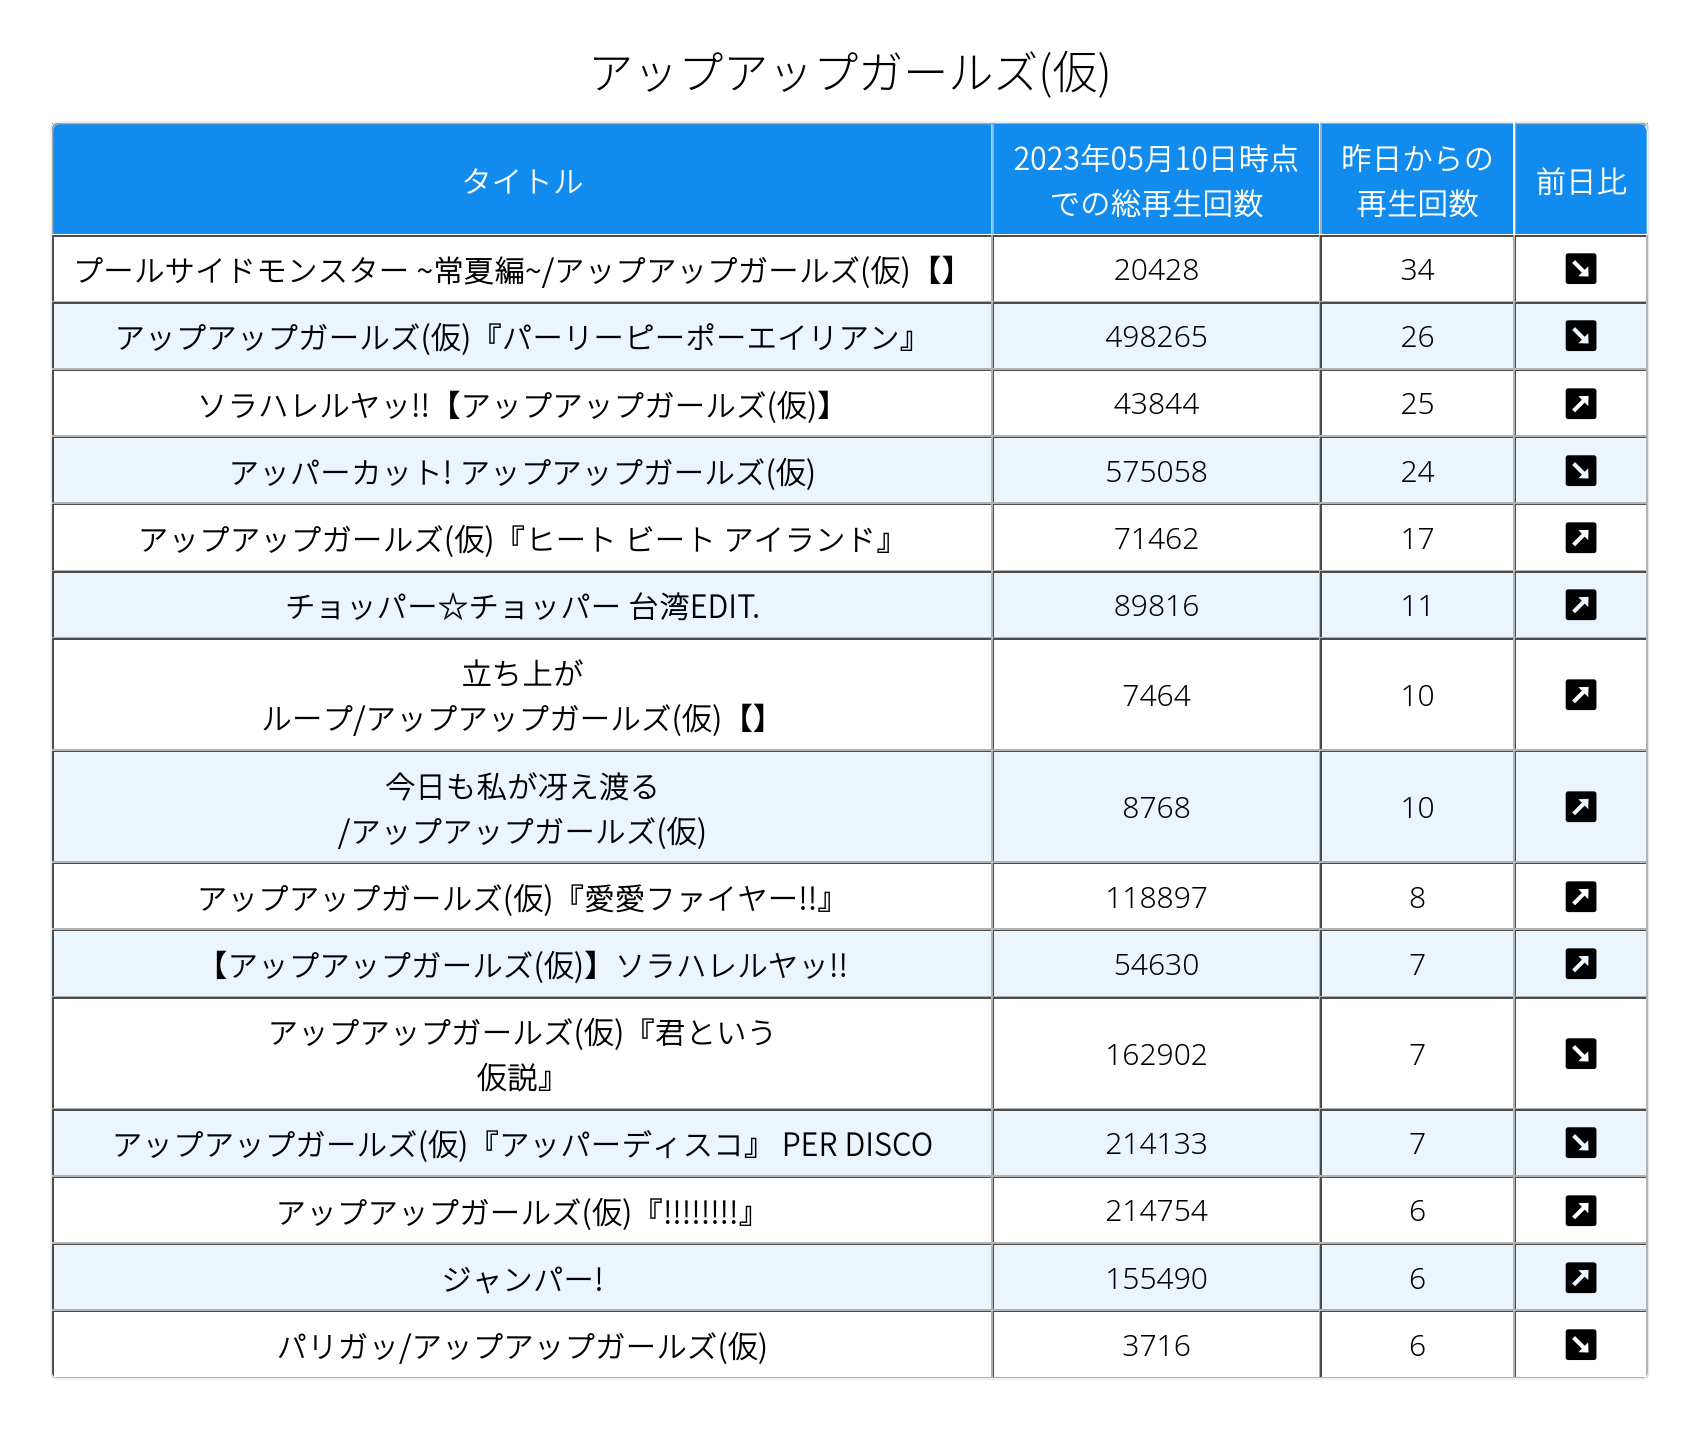 アップアップガールズ(仮)
タイトル 2023年05月10日時点での総再生回数 昨日からの再生回数 前日比
プールサイドモンスター ~常夏編~/アップアップガールズ(仮)【】 20428 34 ↘
アップアップガールズ(仮)『パーリーピーポーエイリアン』 498265 26 ↘
ソラハレルヤッ!!【アップアップガールズ(仮)】 43844 25 ↗
アッパーカット! アップアップガールズ(仮) 575058 24 ↘
アップアップガールズ(仮)『ヒート ビート アイランド』 71462 17 ↗
チョッパー☆チョッパー 台湾EDIT. 89816 11 ↗
立ち上が
ループ/アップアップガールズ(仮)【】 7464 10 ↗
今日も私が冴え渡る
/アップアップガールズ(仮) 8768 10 ↗
アップアップガールズ(仮)『愛愛ファイヤー!!』 118897 8 ↗
【アップアップガールズ(仮)】ソラハレルヤッ!! 54630 7 ↗
アップアップガールズ(仮)『君という
仮説』 162902 7 ↘
アップアップガールズ(仮)『アッパーディスコ』 PER DISCO 214133 7 ↘
アップアップガールズ(仮)『!!!!!!!!』 214754 6 ↗
ジャンパー! 155490 6 ↗
パリガッ/アップアップガールズ(仮) 3716 6 ↘